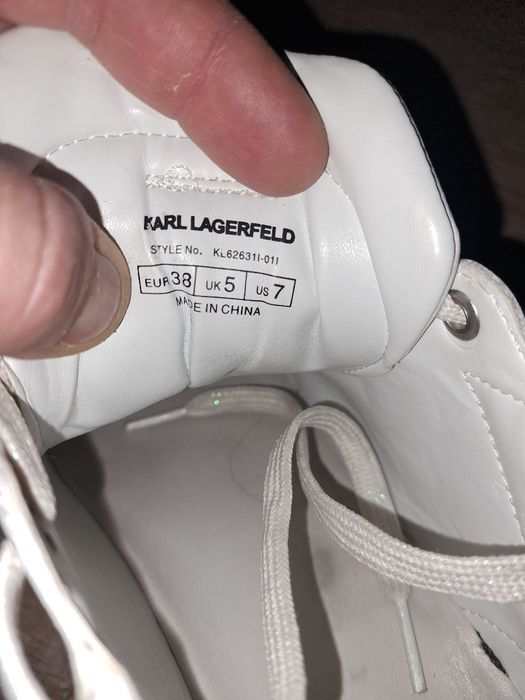 KARL LAGERFELD
STYLE No. KL62631I-01I
EUR 38 UK 5 US 7
MADE IN CHINA